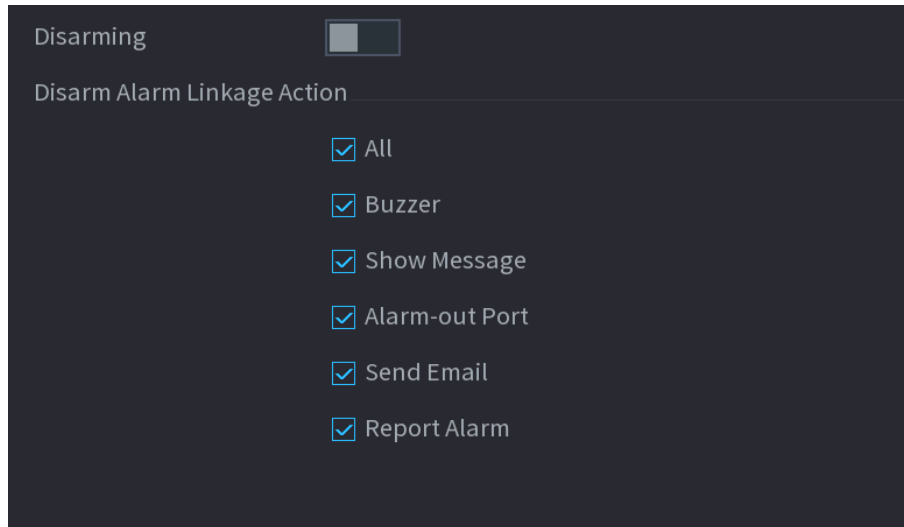 Disarming
Disarm Alarm Linkage Action
All
Buzzer
Show Message
Alarm-out Port
Send Email
Report Alarm